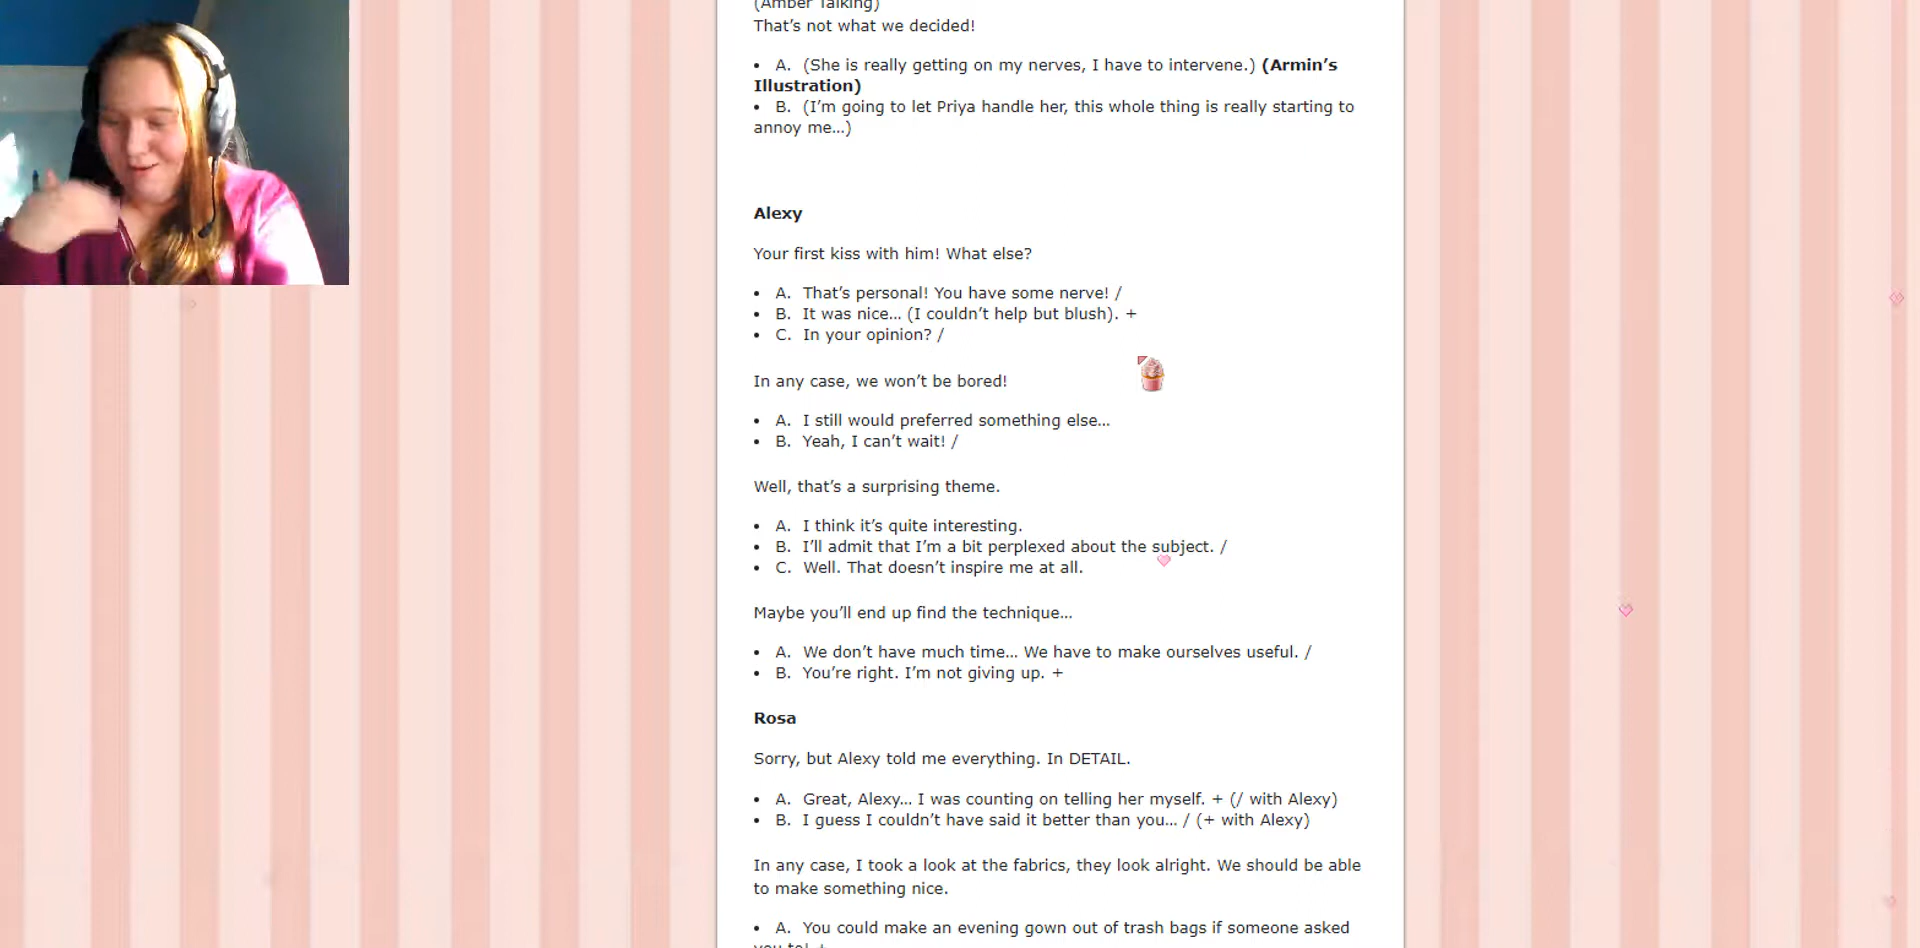 (Amber Talking)
That’s not what we decided!
• A. (She is really getting on my nerves, I have to intervene.) (Armin’s
Illustration)
• B. (I’m going to let Priya handle her, this whole thing is really starting to
annoy me…)
Alexy
Your first kiss with him! What else?
• A. That’s personal! You have some nerve! /
• B. It was nice… (I couldn’t help but blush). +
• C. In your opinion? /
In any case, we won’t be bored!
• A. I still would preferred something else…
• B. Yeah, I can’t wait! /
Well, that’s a surprising theme.
• A. I think it’s quite interesting.
• B. I’ll admit that I’m a bit perplexed about the subject. /
• C. Well. That doesn’t inspire me at all.
Maybe you’ll end up find the technique…
• A. We don’t have much time… We have to make ourselves useful. /
• B. You’re right. I’m not giving up. +
Rosa
Sorry, but Alexy told me everything. In DETAIL.
• A. Great, Alexy… I was counting on telling her myself. + (/ with Alexy)
• B. I guess I couldn’t have said it better than you… / (+ with Alexy)
In any case, I took a look at the fabrics, they look alright. We should be able
to make something nice.
• A. You could make an evening gown out of trash bags if someone asked
you to! +